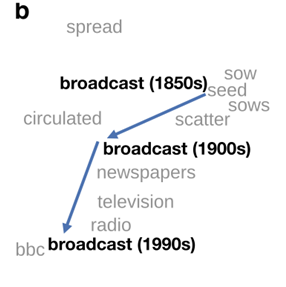 b
spread
broadcast (1850s)
sow
seed
sows
circulated
scatter
broadcast (1900s)
newspapers
television
radio
bbc
broadcast (1990s)